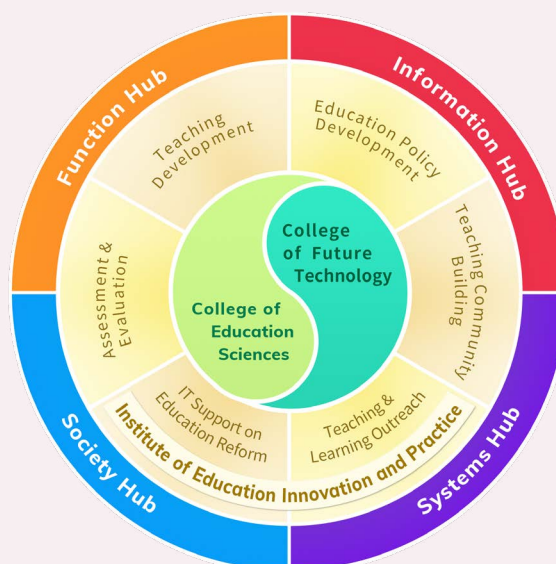 Function Hub
Information Hub
Teaching
Development
Education Policy
Development
Assessment &
Evaluation
Teaching Community
Building
College
of Future
Technology
College of
Education
Sciences
IT Support on
Education Reform
Teaching &
Learning Outreach
Institute of Education Innovation and Practice
Society Hub
Systems Hub